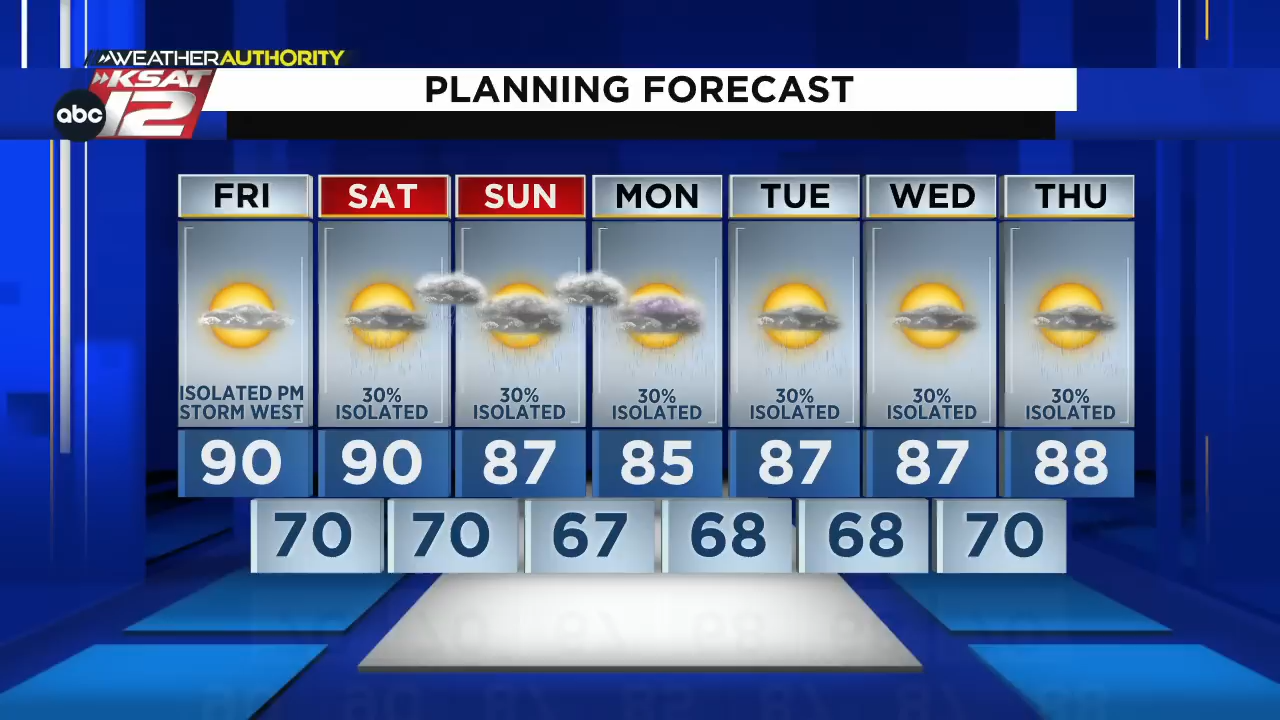 WEATHERAUTHORITY
KSAT
abc 12
PLANNING FORECAST
FRI SAT SUN MON TUE WED THU
ISOLATED PM STORM WEST
30% ISOLATED
30% ISOLATED
30% ISOLATED
30% ISOLATED
30% ISOLATED
30% ISOLATED
90 90 87 85 87 87 88
70 70 67 68 68 70